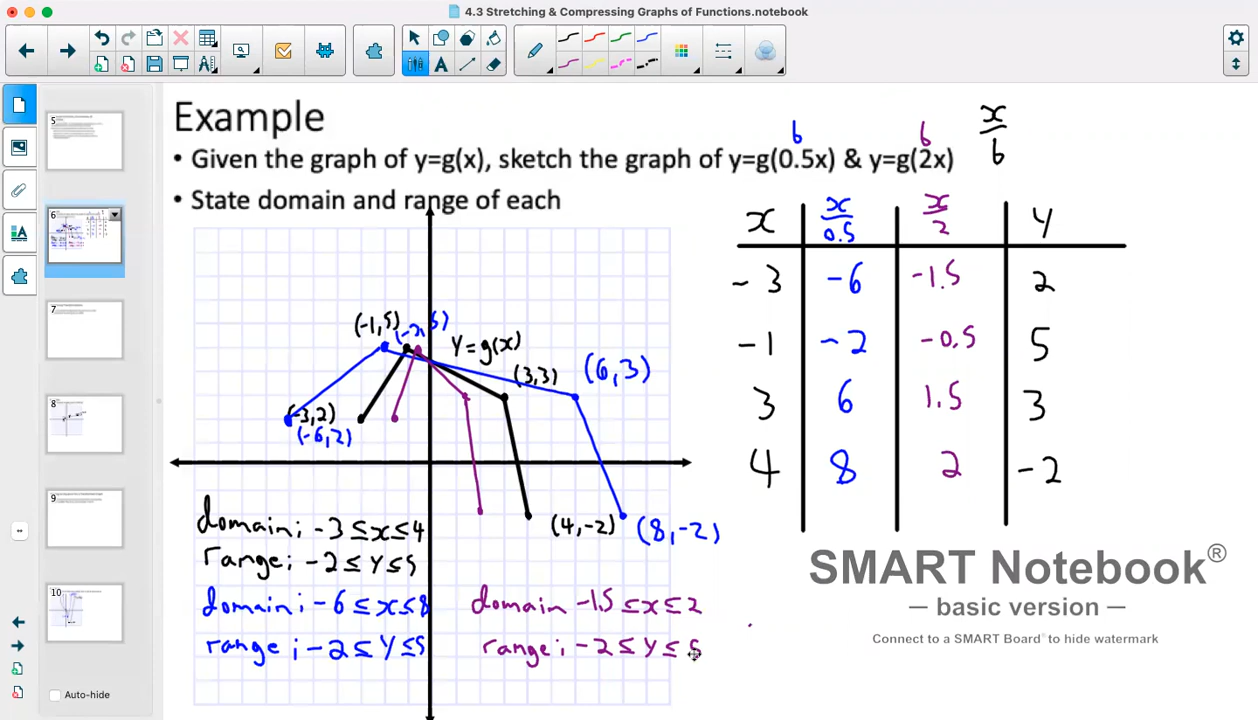 4.3 Stretching & Compressing Graphs of Functions.notebook
5
6
7
8
9
10
Auto-hide
Example
• Given the graph of y=g(x), sketch the graph of y=g(0.5x) & y=g(2x)
b
b
x/b
• State domain and range of each
x x/0.5 x/2 y
-3 -6 -1.5 2
-1 -2 -0.5 5
3 6 1.5 3
4 8 2 -2
(-1,5)
y=g(x)
(3,3)
(6,3)
(-3,2)
(-6,2)
(4,-2)
(8,-2)
domain: -3≤x≤4
range: -2≤y≤5
domain: -6≤x≤8
range: -2≤y≤5
domain -1.5≤x≤2
range: -2≤y≤5
SMART Notebook®
— basic version —
Connect to a SMART Board® to hide watermark